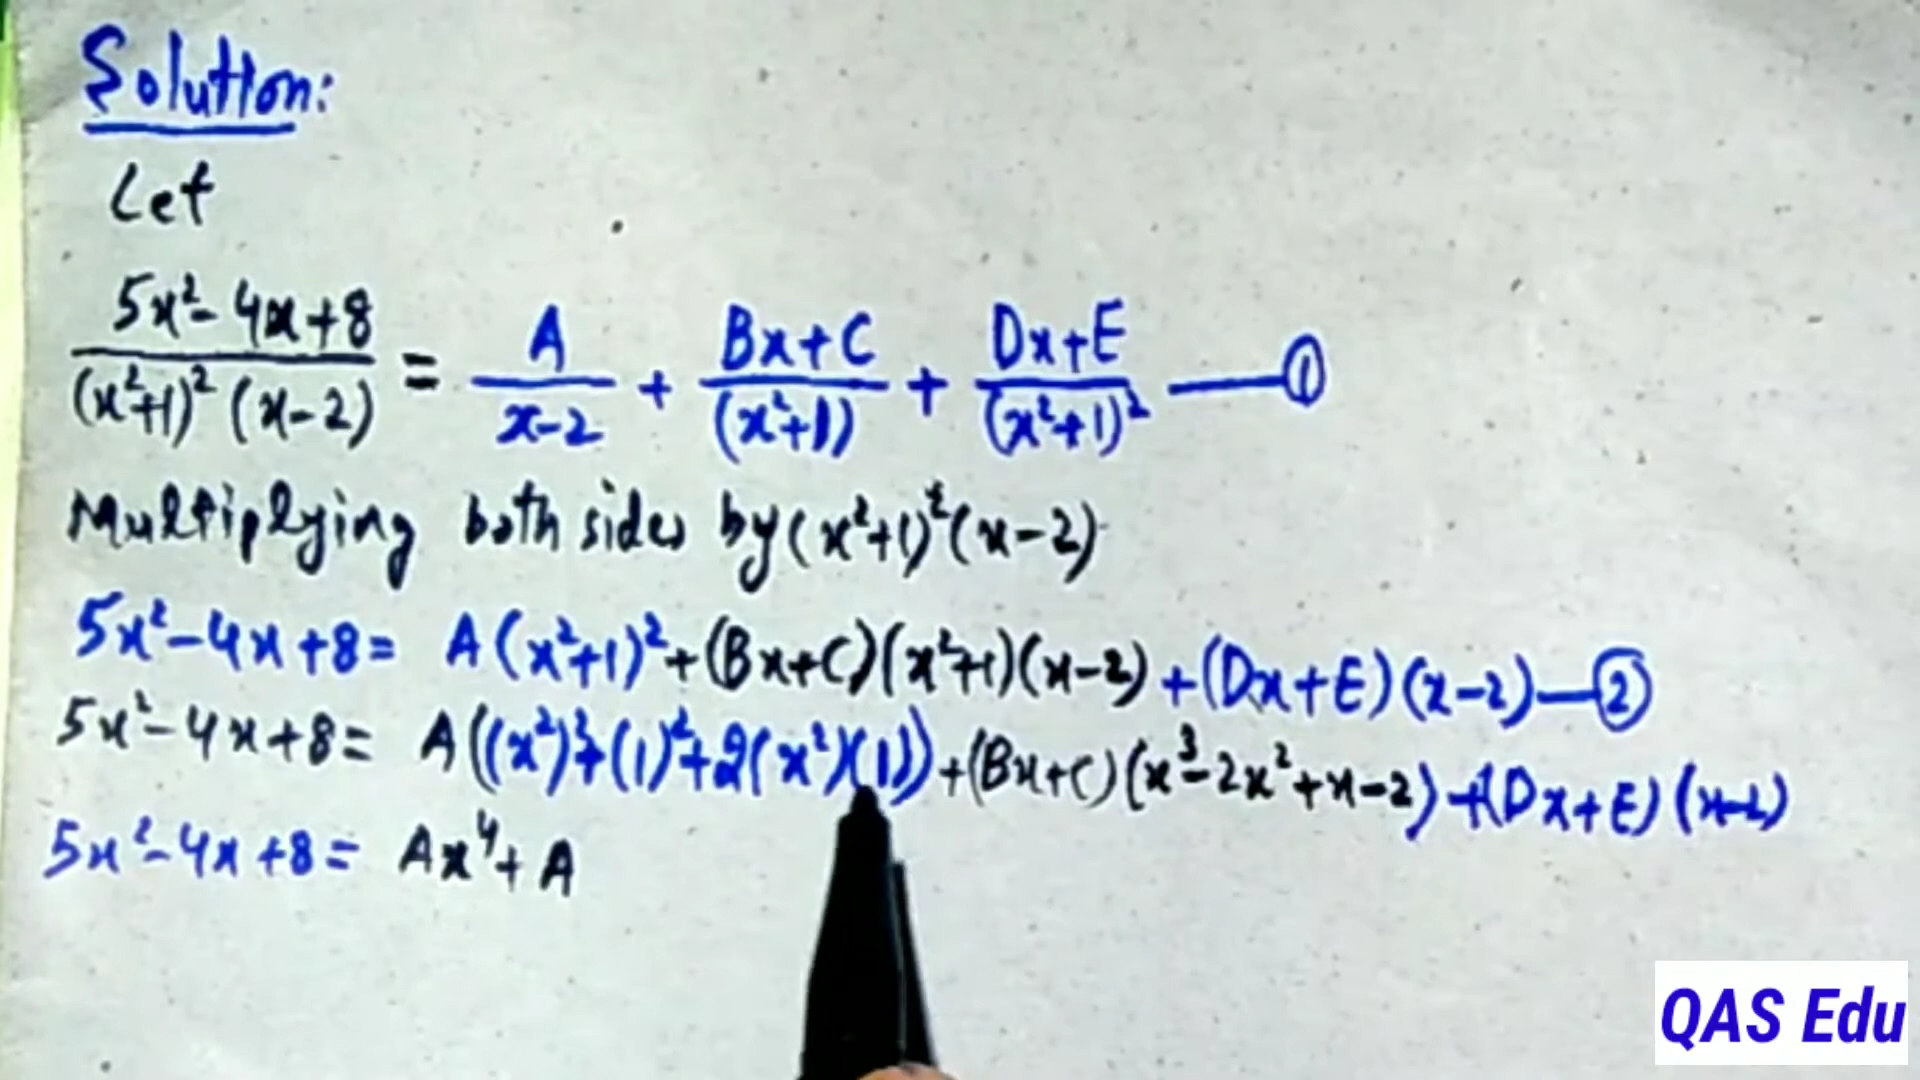 Solution:
Let
5x²-4x+8/(x²+1)²(x-2) = A/x-2 + Bx+C/(x²+1) + Dx+E/(x²+1)² —①
Multiplying both sides by (x²+1)²(x-2)
5x²-4x+8= A(x²+1)²+(Bx+C)(x²+1)(x-2)+(Dx+E)(x-2)—②
5x²-4x+8= A((x²)²+(1)²+2(x²)(1))+(Bx+C)(x³-2x²+x-2)+(Dx+E)(x-2)
5x²-4x+8= Ax⁴+A
QAS Edu